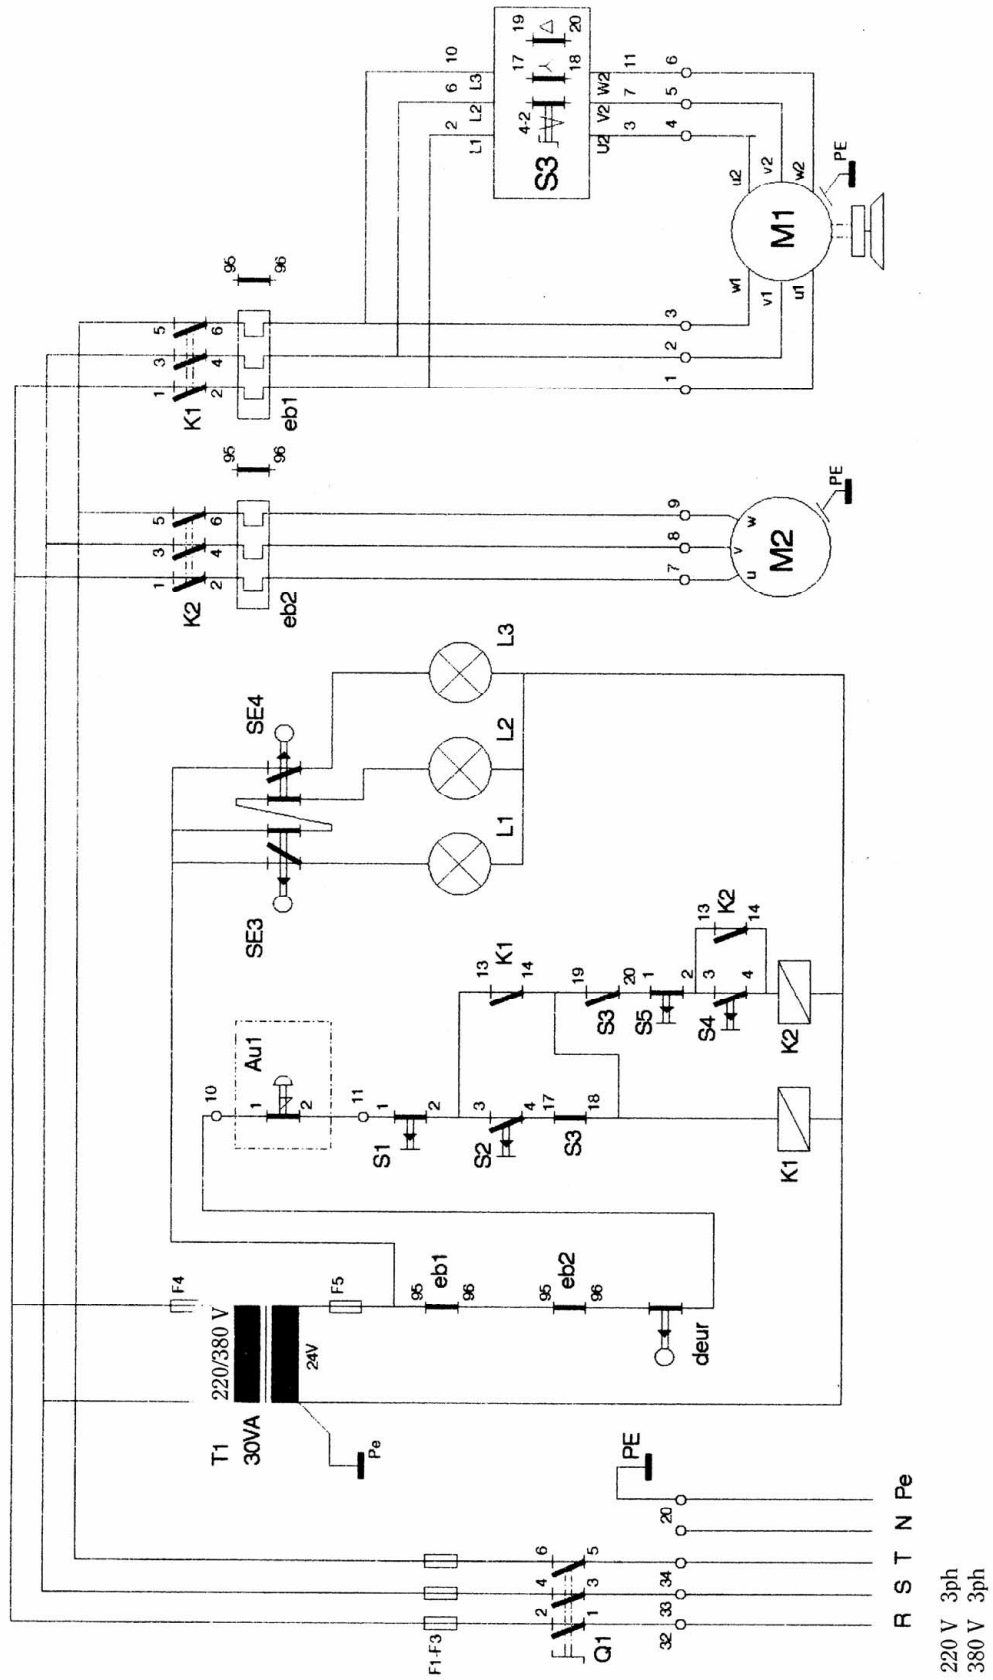 220 V 3ph
380 V 3ph
R S T N Pe
32 33 34 20
PE
Q1
1 3 5
2 4 6
F1-F3
T1
30VA
220/380 V
24V
Pe
F4
F5
95
eb1
96
95
eb2
96
deur
10
Au1
1
2
11
1
S1
2
3
S2
4
17
S3
18
K1
13
K1
14
19
S3
20
1
S5
2
3
S4
4
13
K2
14
K2
SE3
SE4
L1
L2
L3
K2
1 3 5
2 4 6
eb2
95
96
7 8 9
u v w
M2
PE
K1
1 3 5
2 4 6
eb1
95
96
1 2 3
2 6 10
L1 L2 L3
S3
4-2
17
18
19
20
U2 V2 W2
3 7 11
4 5 6
w1
v1
u1
u2
v2
w2
M1
PE